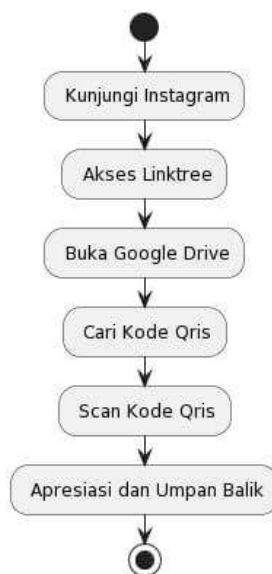 Kunjungi Instagram
Akses Linktree
Buka Google Drive
Cari Kode Qris
Scan Kode Qris
Apresiasi dan Umpan Balik